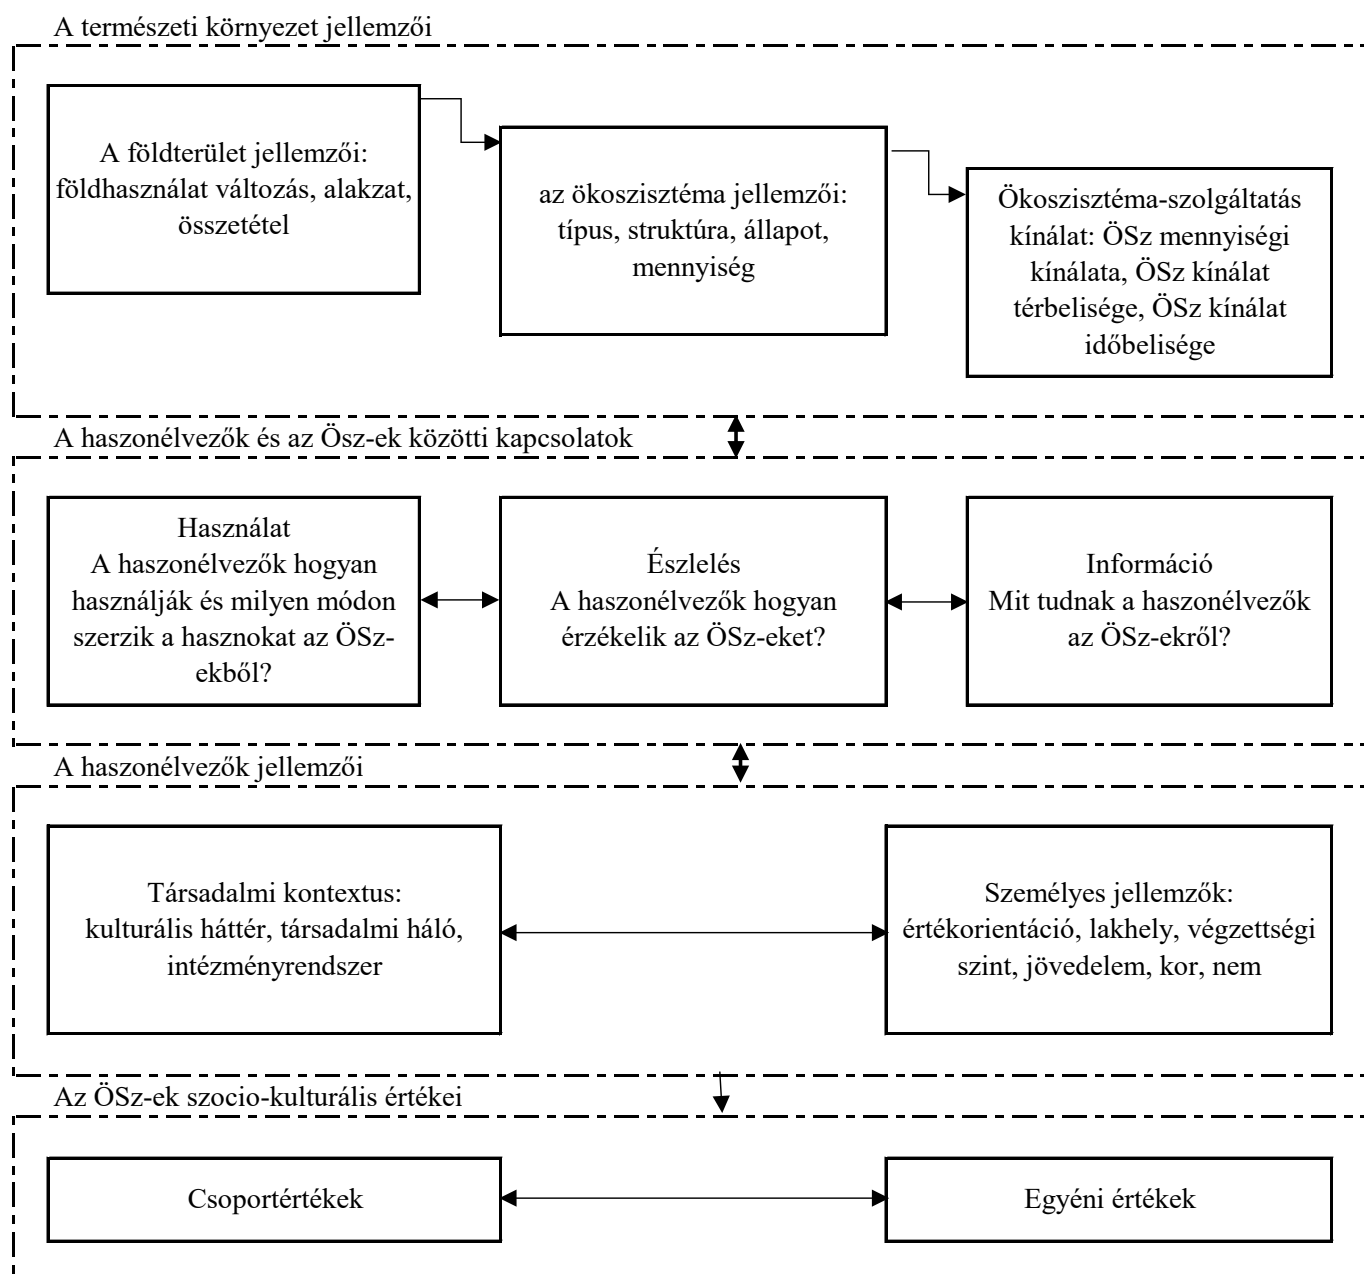 A természeti környezet jellemzői
A földterület jellemzői:
földhasználat változás, alakzat,
összetétel
az ökoszisztéma jellemzői:
típus, struktúra, állapot,
mennyiség
Ökoszisztéma-szolgáltatás
kínálat: ÖSz mennyiségi
kínálata, ÖSz kínálat
térbelisége, ÖSz kínálat
időbelisége
A haszonélvezők és az Ösz-ek közötti kapcsolatok
Használat
A haszonélvezők hogyan
használják és milyen módon
szerzik a hasznokat az ÖSz-
ekből?
Észlelés
A haszonélvezők hogyan
érzékelik az ÖSz-eket?
Információ
Mit tudnak a haszonélvezők
az ÖSz-ekről?
A haszonélvezők jellemzői
Társadalmi kontextus:
kulturális háttér, társadalmi háló,
intézményrendszer
Személyes jellemzők:
értékorientáció, lakhely, végzettségi
szint, jövedelem, kor, nem
Az ÖSz-ek szocio-kulturális értékei
Csoportértékek
Egyéni értékek